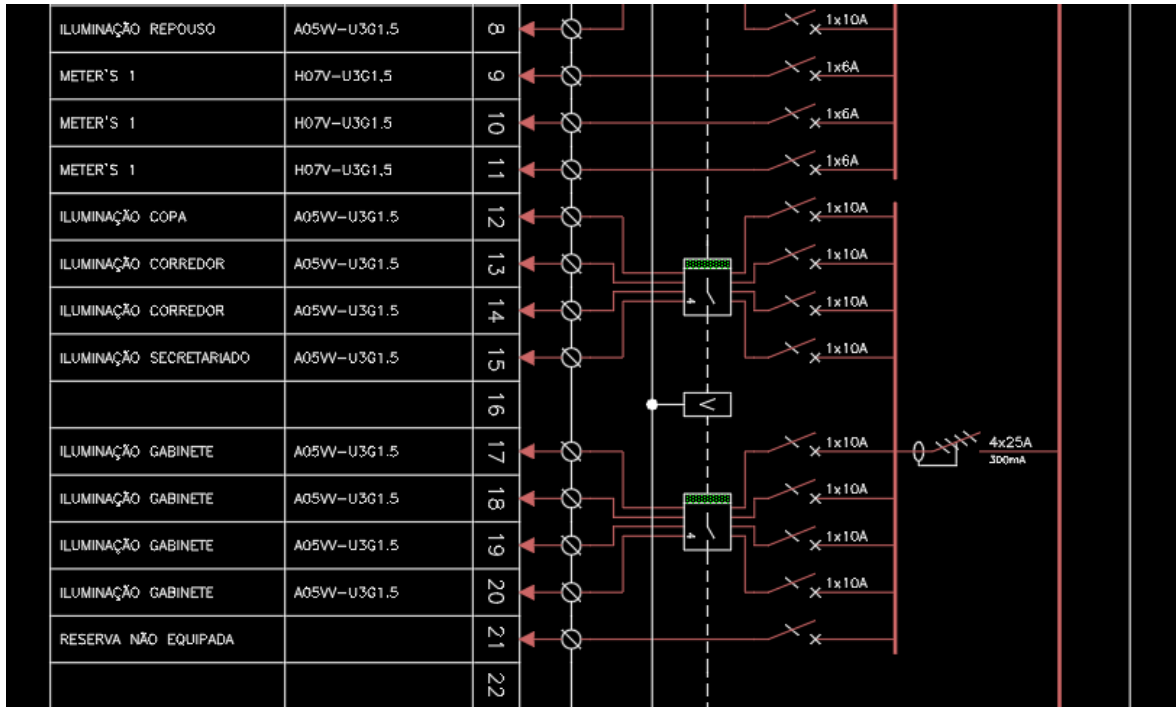 ILUMINAÇÃO REPOUSO A05VV-U3G1.5 8 1x10A
METER'S 1 H07V-U3G1,5 9 1x6A
METER'S 1 H07V-U3G1.5 10 1x6A
METER'S 1 H07V-U3G1,5 11 1x6A
ILUMINAÇÃO COPA A05VV-U3G1.5 12 1x10A
ILUMINAÇÃO CORREDOR A05VV-U3G1.5 13 1x10A
ILUMINAÇÃO CORREDOR A05VV-U3G1.5 14 4 1x10A
ILUMINAÇÃO SECRETARIADO A05VV-U3G1.5 15 1x10A
16 <
ILUMINAÇÃO GABINETE A05VV-U3G1.5 17 1x10A 4x25A
300mA
ILUMINAÇÃO GABINETE A05VV-U3G1.5 18 1x10A
ILUMINAÇÃO GABINETE A05VV-U3G1.5 19 4 1x10A
ILUMINAÇÃO GABINETE A05VV-U3G1.5 20 1x10A
RESERVA NÃO EQUIPADA 21
22